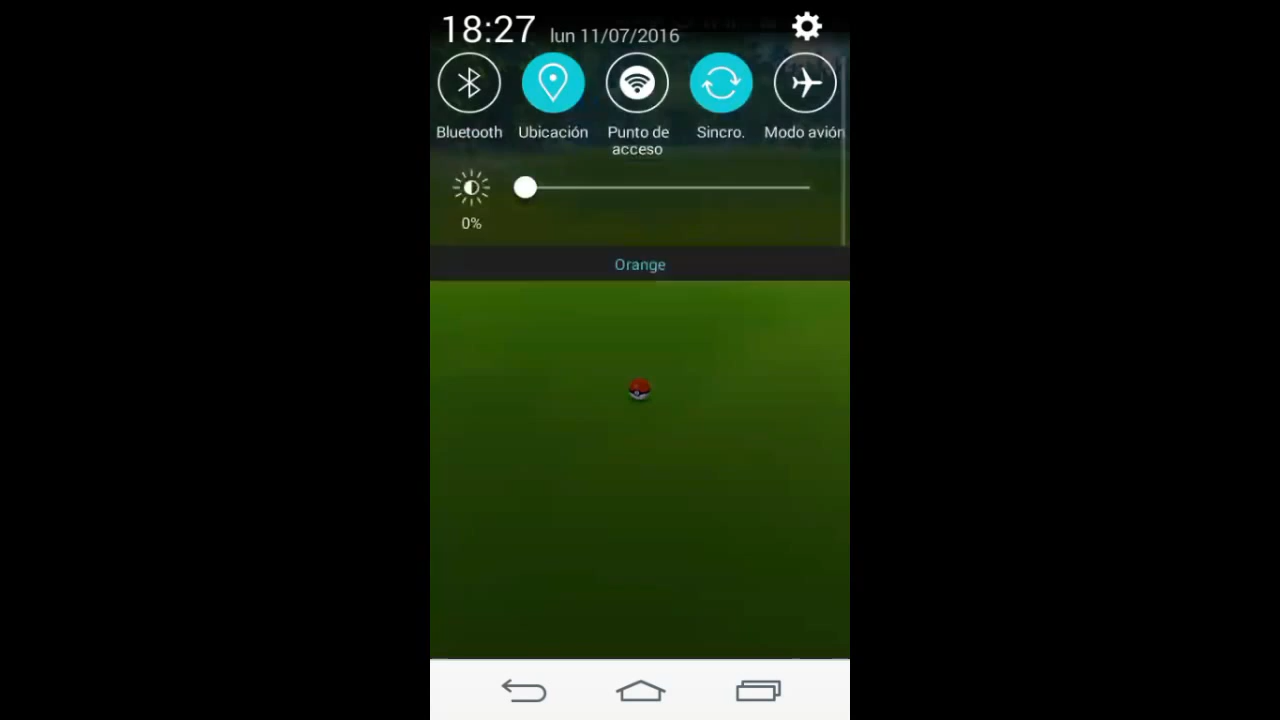 18:27 lun 11/07/2016
Bluetooth Ubicación Punto de acceso Sincro. Modo avión
0%
Orange